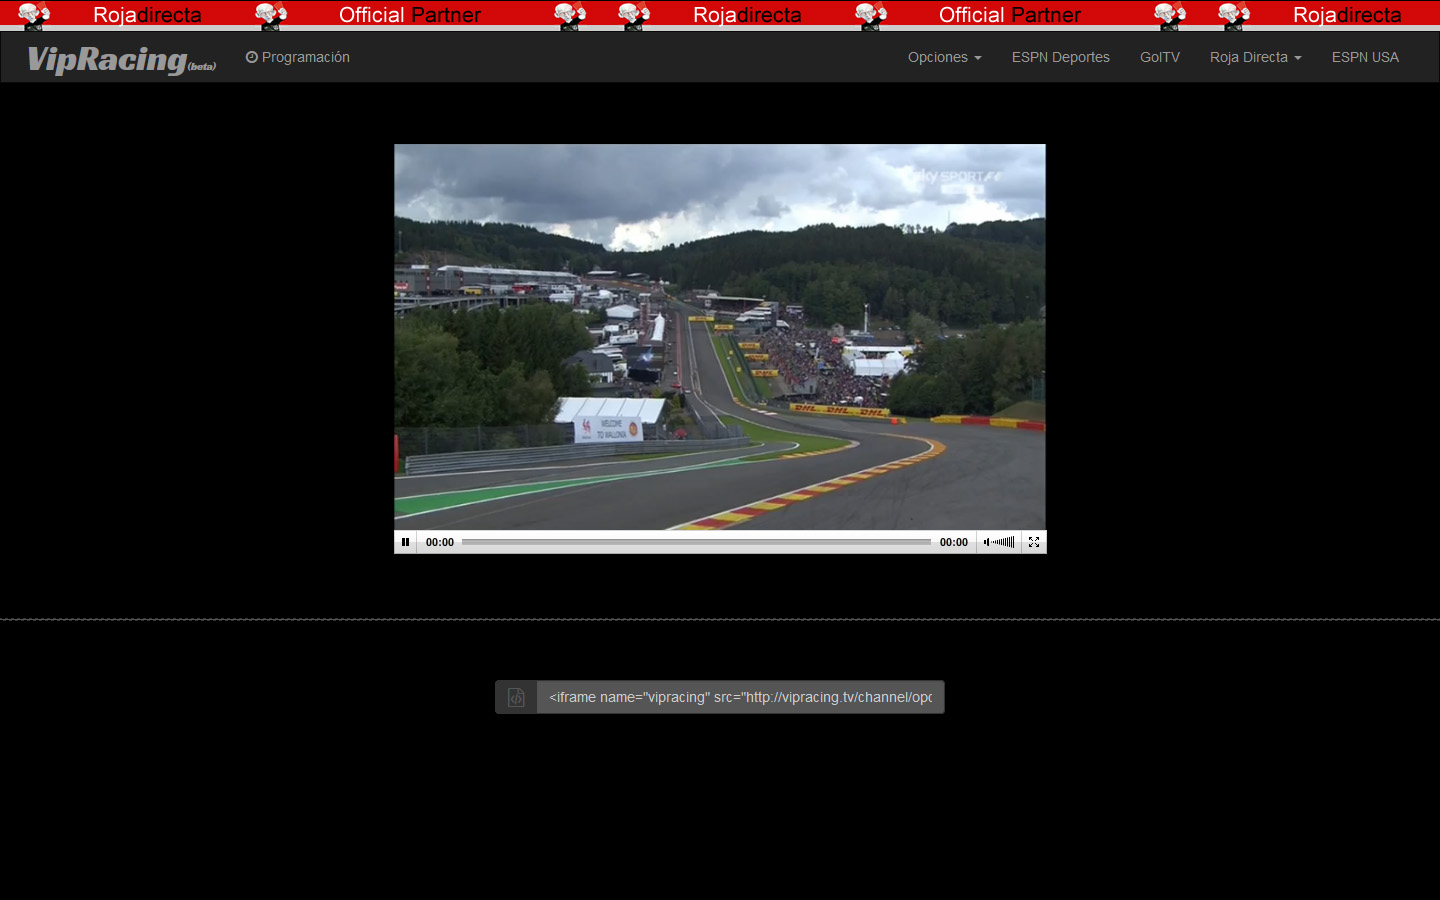 Rojadirecta Official Partner Rojadirecta Official Partner Rojadirecta
VipRacing(beta) Programación Opciones ESPN Deportes GolTV Roja Directa ESPN USA
sky SPORT F1
DHL DHL DHL
WELCOME
TO WALLONIA
00:00 00:00
<iframe name="vipracing" src="http://vipracing.tv/channel/opc